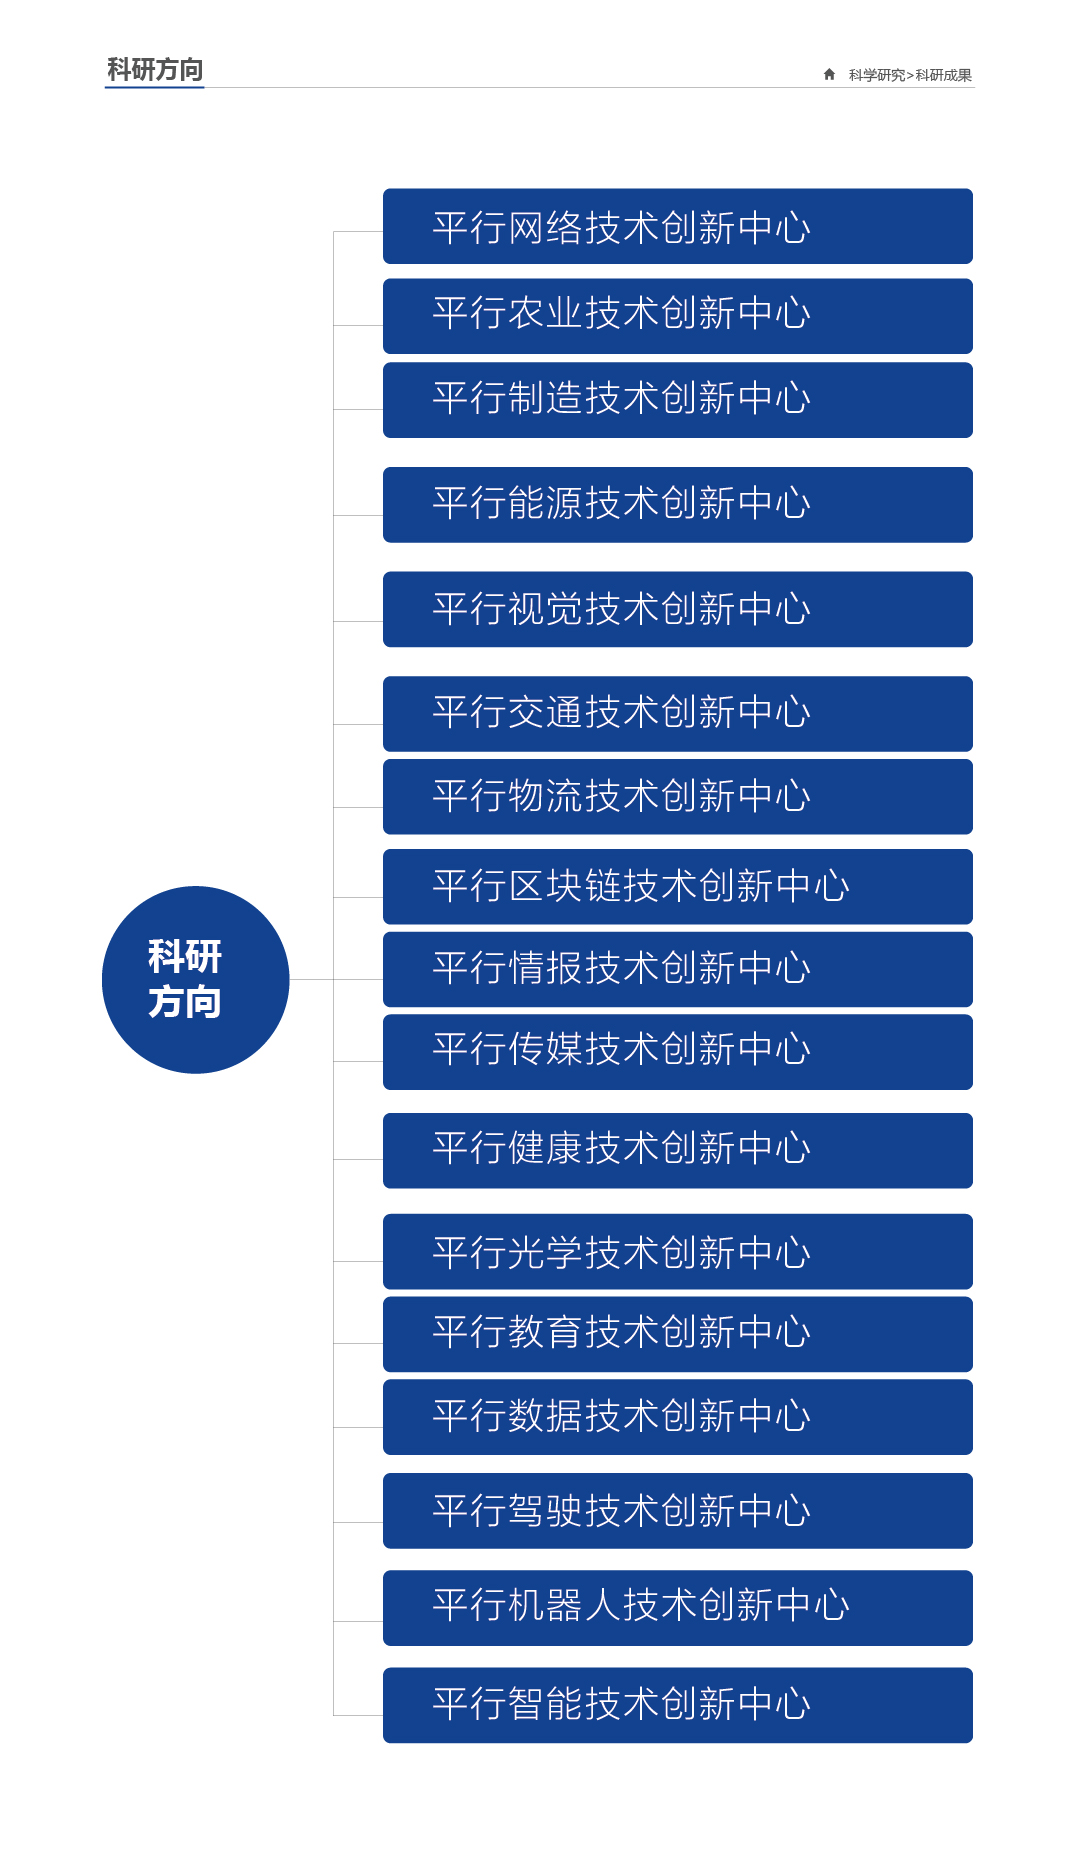 科研方向
科学研究>科研成果
平行网络技术创新中心
平行农业技术创新中心
平行制造技术创新中心
平行能源技术创新中心
平行视觉技术创新中心
平行交通技术创新中心
平行物流技术创新中心
平行区块链技术创新中心
科研
方向
平行情报技术创新中心
平行传媒技术创新中心
平行健康技术创新中心
平行光学技术创新中心
平行教育技术创新中心
平行数据技术创新中心
平行驾驶技术创新中心
平行机器人技术创新中心
平行智能技术创新中心